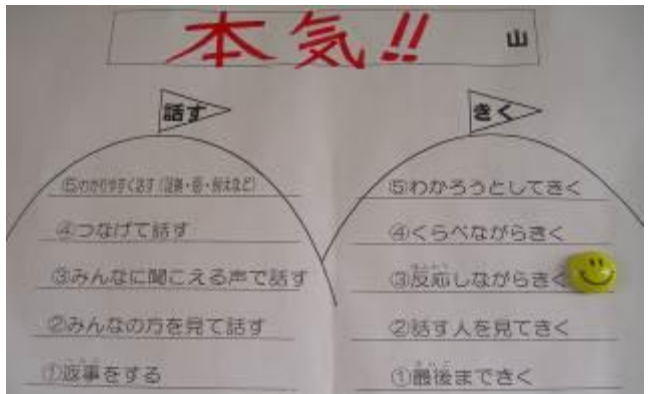 本気!! 山
話す
⑤わかりやすく話す(
④つなげて話す
③みんなに聞こえる声で話す
②みんなの方を見て話す
①返事をする
きく
⑤わかろうとしてきく
④くらべながらきく
③反応しながらきく
②話す人を見てきく
①最後まできく